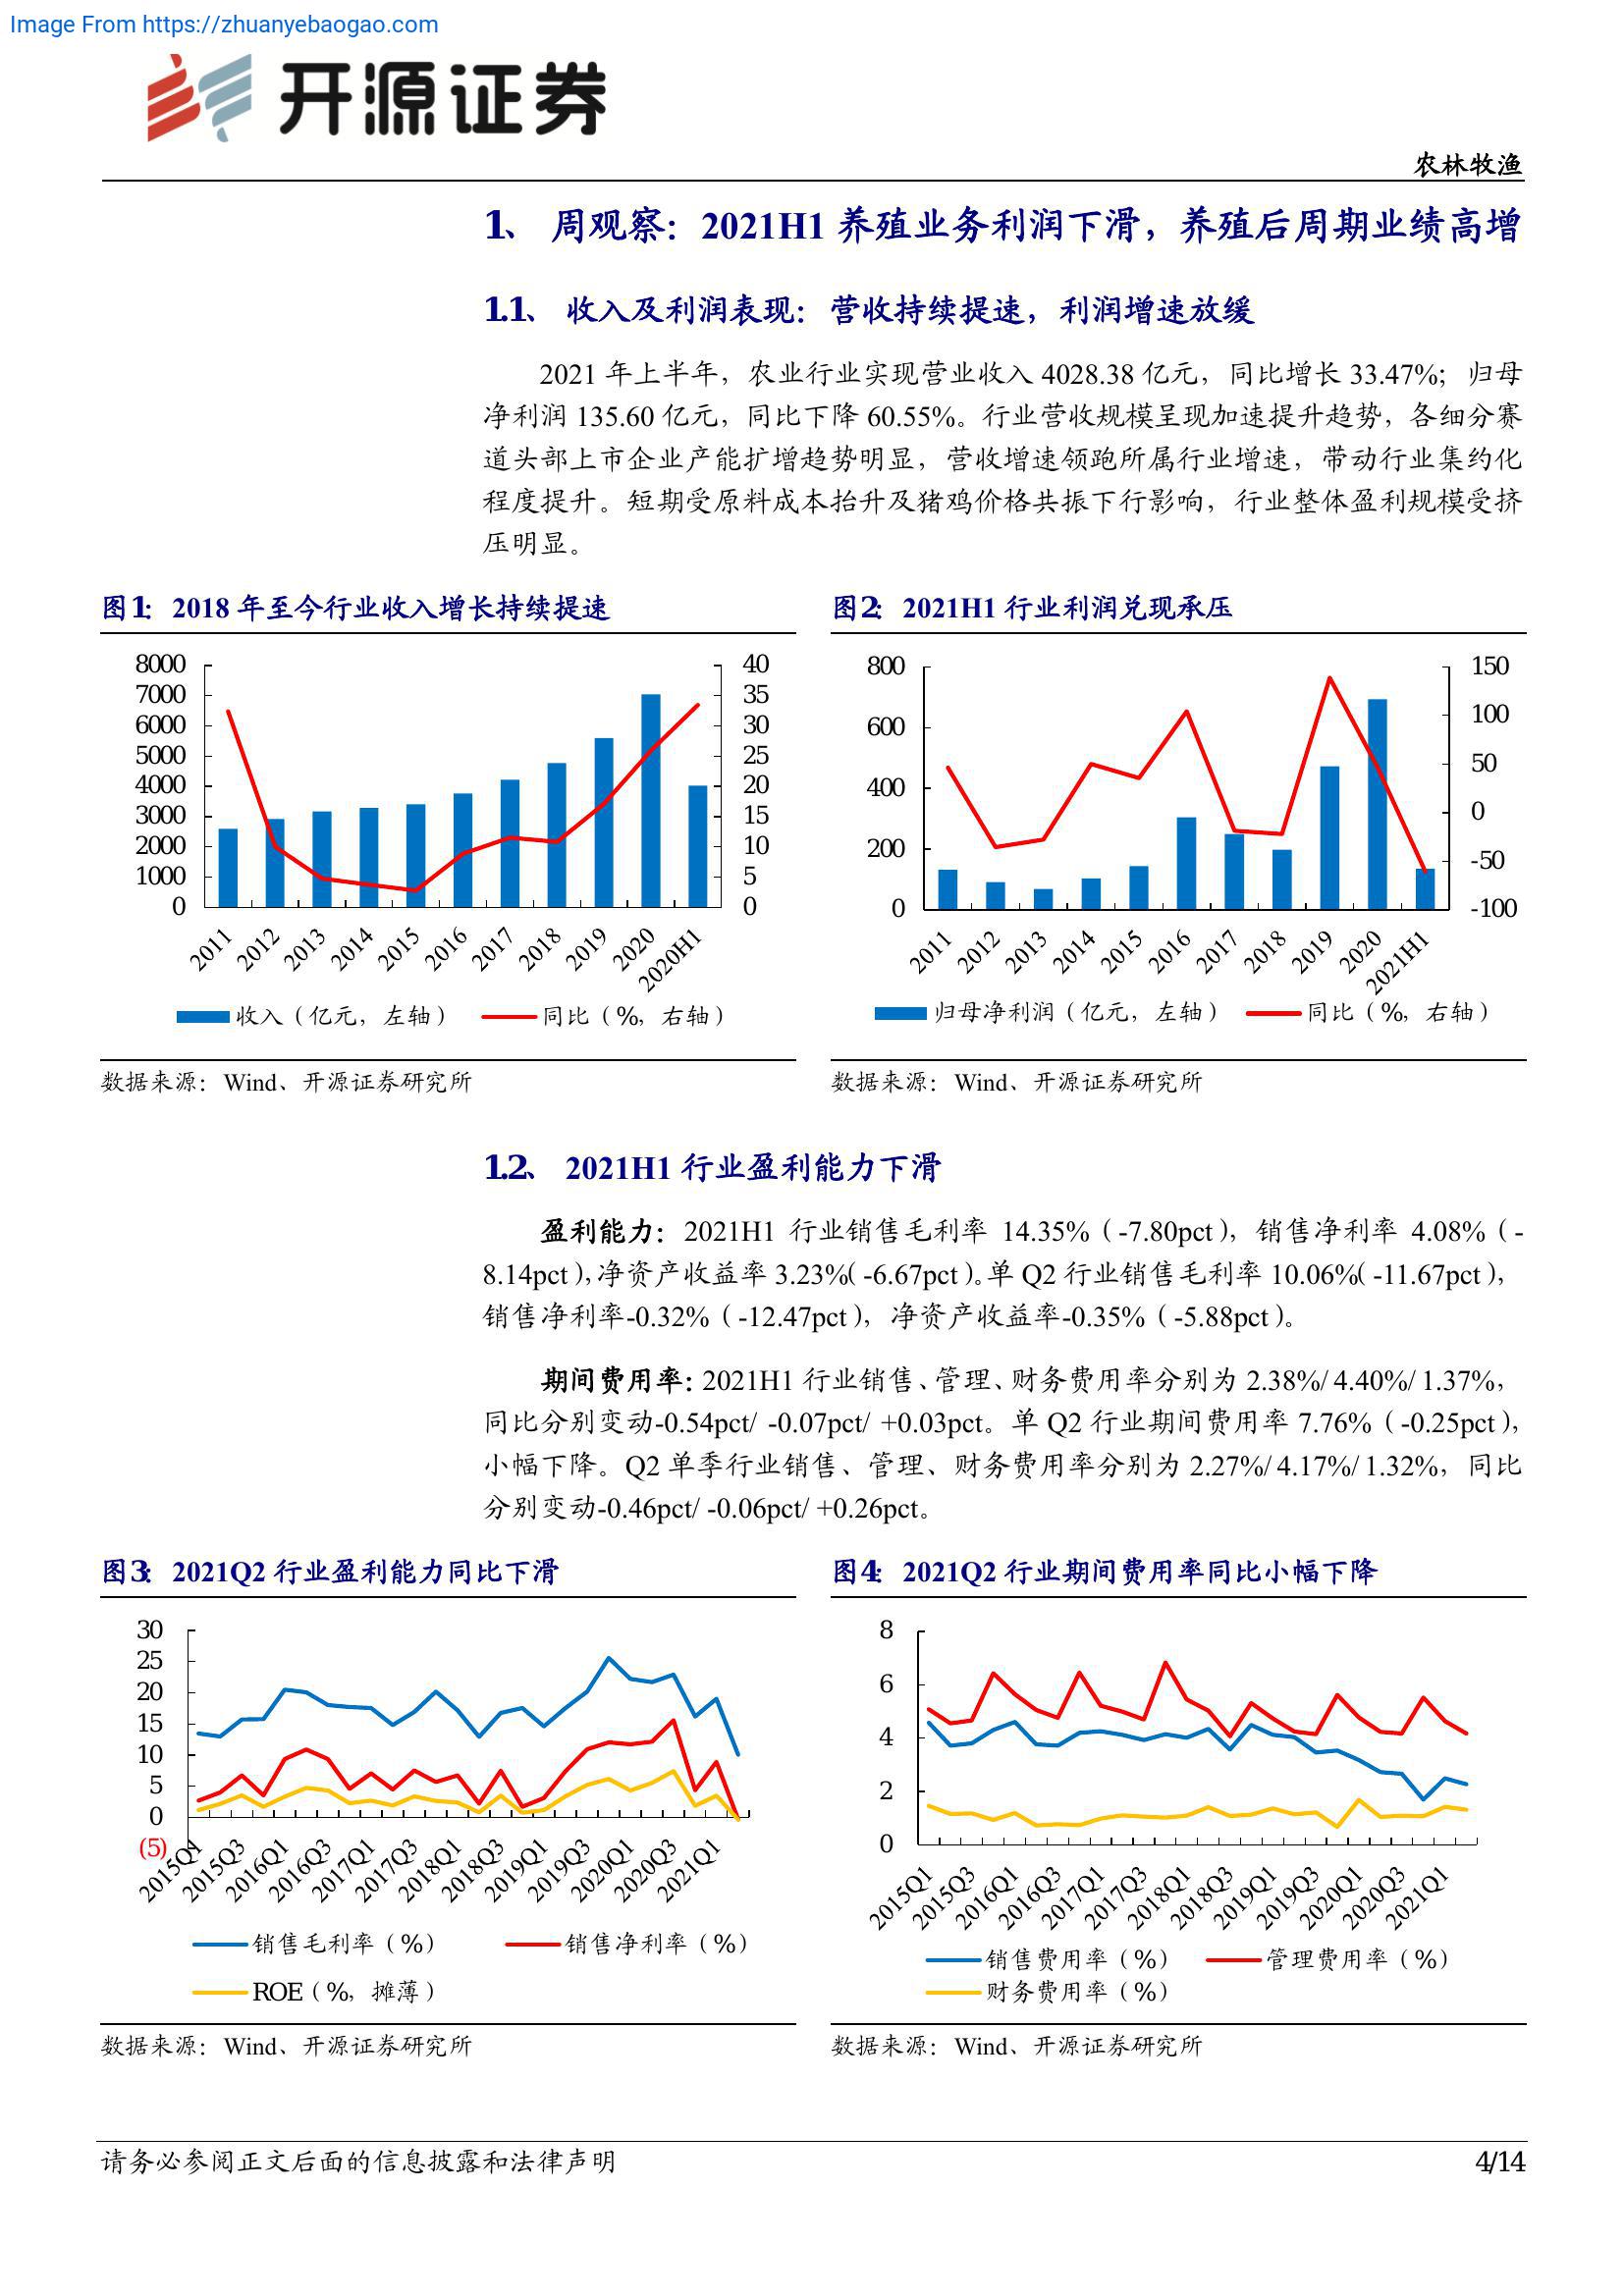 Image From https://zhuanyebaogao.com
开源证券
农林牧渔
1、 周观察：2021H1 养殖业务利润下滑，养殖后周期业绩高增
1.1、 收入及利润表现：营收持续提速，利润增速放缓
2021 年上半年，农业行业实现营业收入 4028.38 亿元，同比增长 33.47%；归母
净利润 135.60 亿元，同比下降 60.55%。行业营收规模呈现加速提升趋势，各细分赛
道头部上市企业产能扩增趋势明显，营收增速领跑所属行业增速，带动行业集约化
程度提升。短期受原料成本抬升及猪鸡价格共振下行影响，行业整体盈利规模受挤
压明显。
图1： 2018 年至今行业收入增长持续提速
8000 40
7000 35
6000 30
5000 25
4000 20
3000 15
2000 10
1000 5
0 0
2011 2012 2013 2014 2015 2016 2017 2018 2019 2020 2020H1
收入（亿元，左轴） 同比（%，右轴）
数据来源：Wind、开源证券研究所
图2： 2021H1 行业利润兑现承压
800 150
100
600
50
400
0
200
-50
0 -100
2011 2012 2013 2014 2015 2016 2017 2018 2019 2020 2021H1
归母净利润（亿元，左轴） 同比（%，右轴）
数据来源：Wind、开源证券研究所
1.2、 2021H1 行业盈利能力下滑
盈利能力：2021H1 行业销售毛利率 14.35%（-7.80pct），销售净利率 4.08%（-
8.14pct），净资产收益率 3.23%（-6.67pct）。单 Q2 行业销售毛利率 10.06%（-11.67pct），
销售净利率-0.32%（-12.47pct），净资产收益率-0.35%（-5.88pct）。
期间费用率：2021H1 行业销售、管理、财务费用率分别为 2.38%/ 4.40%/ 1.37%，
同比分别变动-0.54pct/ -0.07pct/ +0.03pct。单 Q2 行业期间费用率 7.76%（-0.25pct），
小幅下降。Q2 单季行业销售、管理、财务费用率分别为 2.27%/ 4.17%/ 1.32%，同比
分别变动-0.46pct/ -0.06pct/ +0.26pct。
图3： 2021Q2 行业盈利能力同比下滑
30
25
20
15
10
5
0
(5)
2015Q1 2015Q3 2016Q1 2016Q3 2017Q1 2017Q3 2018Q1 2018Q3 2019Q1 2019Q3 2020Q1 2020Q3 2021Q1
销售毛利率（%） 销售净利率（%）
ROE（%，摊薄）
数据来源：Wind、开源证券研究所
图4： 2021Q2 行业期间费用率同比小幅下降
8
6
4
2
0
2015Q1 2015Q3 2016Q1 2016Q3 2017Q1 2017Q3 2018Q1 2018Q3 2019Q1 2019Q3 2020Q1 2020Q3 2021Q1
销售费用率（%） 管理费用率（%）
财务费用率（%）
数据来源：Wind、开源证券研究所
请务必参阅正文后面的信息披露和法律声明 4/14